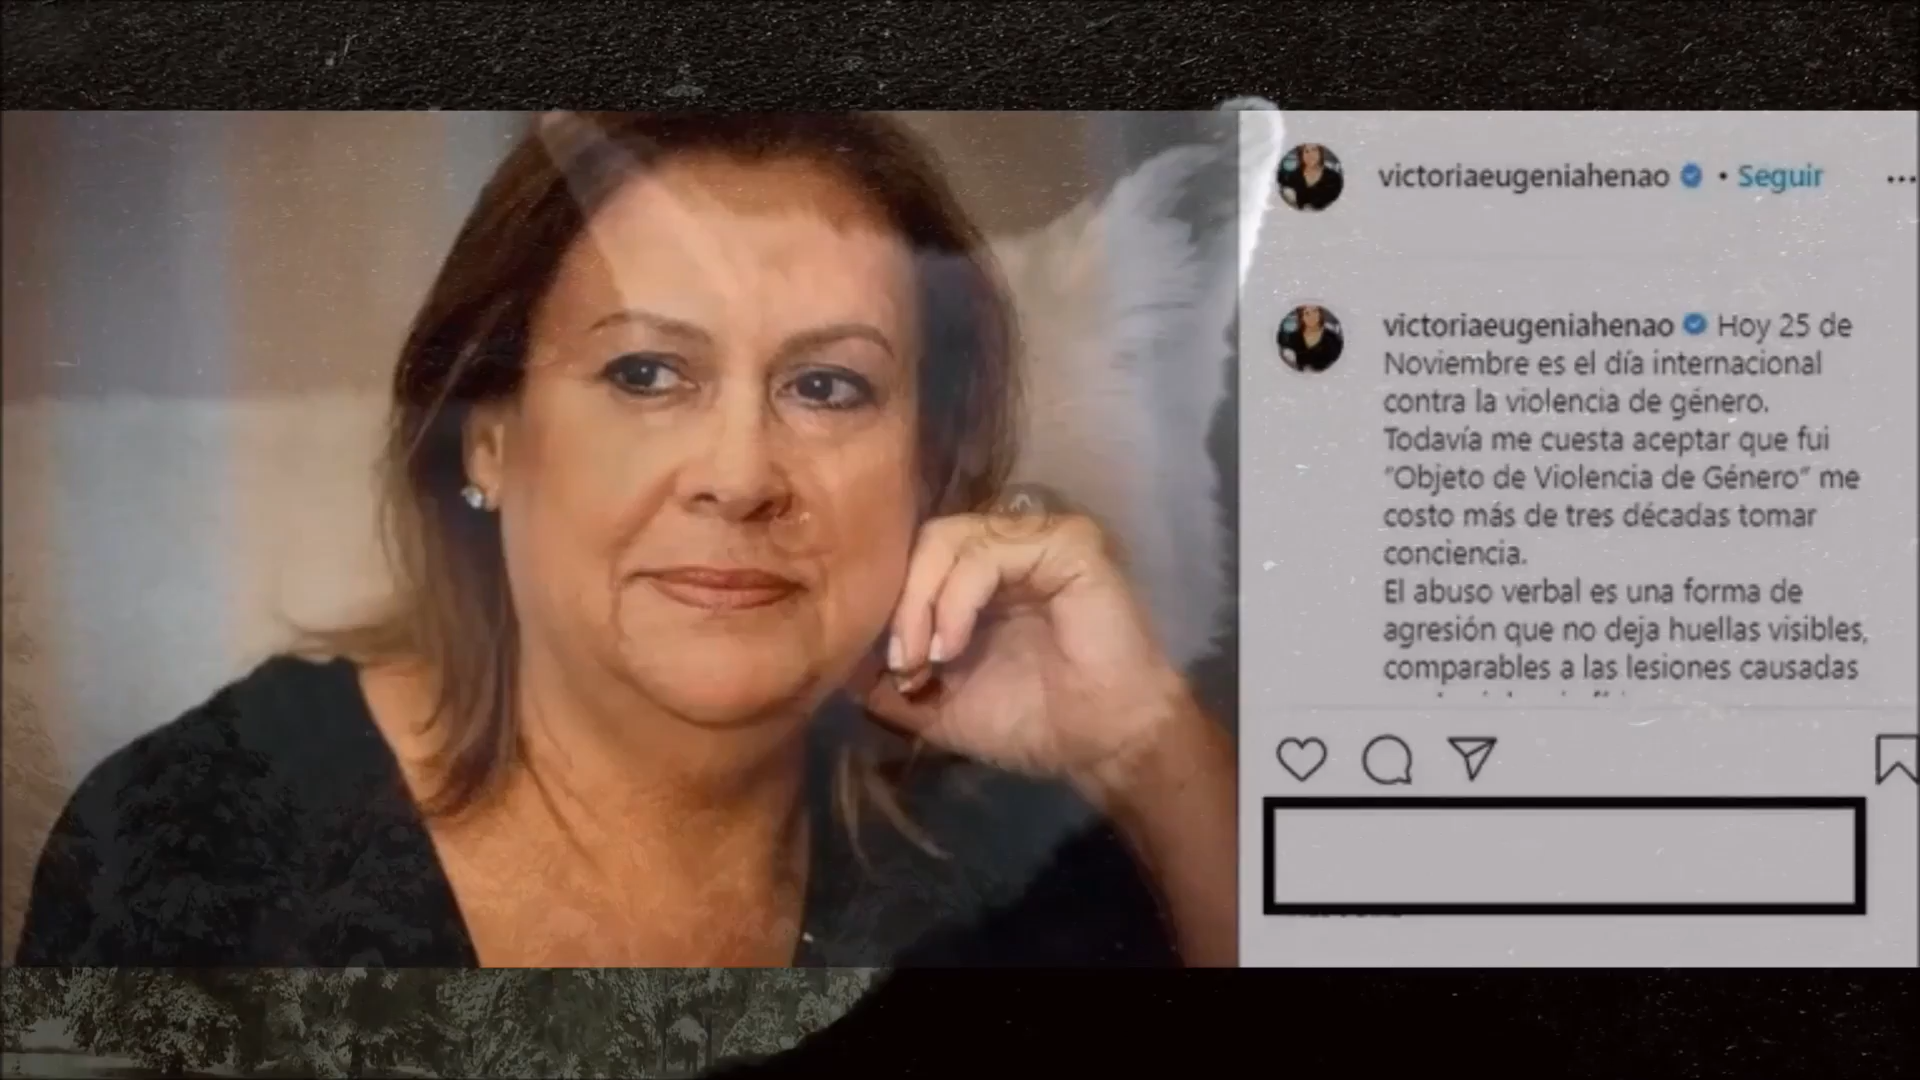 victoriaeugeniahenao • Seguir
victoriaeugeniahenao Hoy 25 de
Noviembre es el día internacional
contra la violencia de género.
Todavía me cuesta aceptar que fui
“Objeto de Violencia de Género” me
costo más de tres décadas tomar
conciencia.
El abuso verbal es una forma de
agresión que no deja huellas visibles,
comparables a las lesiones causadas